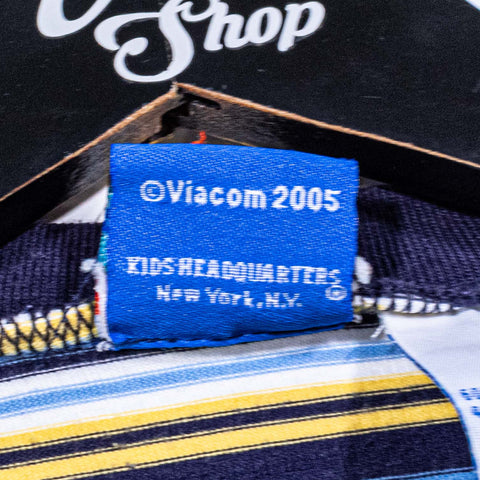 Shop
©Viacom 2005
KIDS HEADQUARTERS®
New York, N.Y.